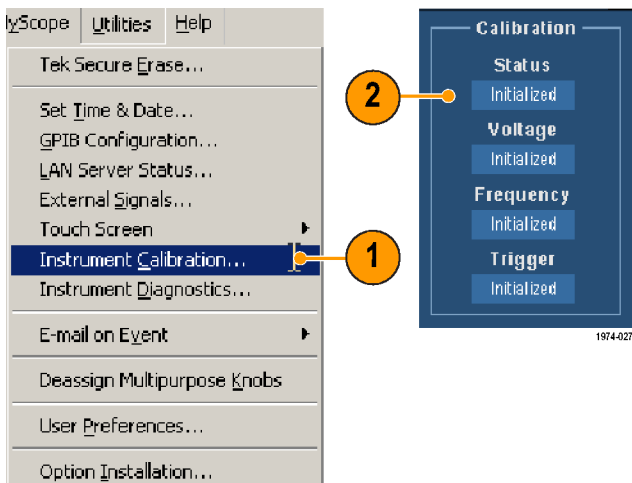 yScope Utilities Help
Tek Secure Erase...
Set Time & Date...
GPIB Configuration...
LAN Server Status...
External Signals...
Touch Screen
Instrument Calibration...
Instrument Diagnostics...
E-mail on Event
Deassign Multipurpose Knobs
User Preferences...
Option Installation...
1
2
Calibration
Status
Initialized
Voltage
Initialized
Frequency
Initialized
Trigger
Initialized
1974-027